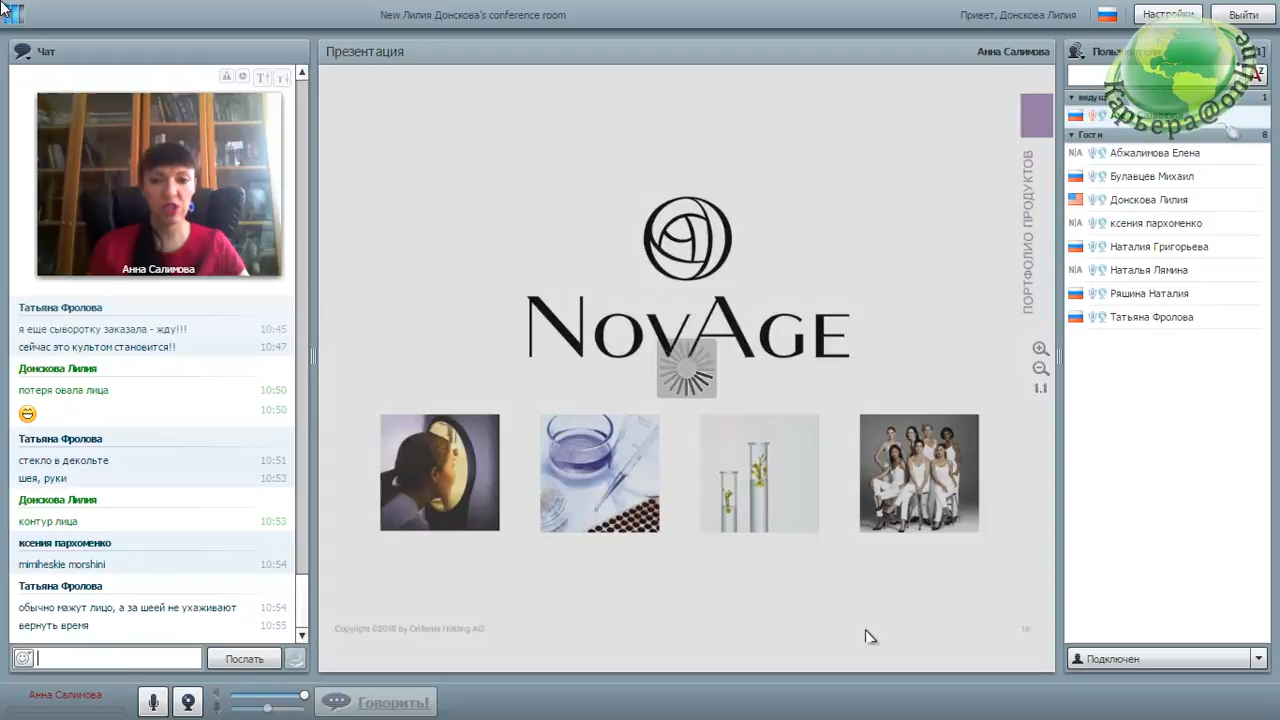 New Лилия Донскова's conference room
Привет, Донскова Лилия
Настройки
Выйти
Чат
Презентация
Анна Салимова
Карьера@online
Анна Салимова
Татьяна Фролова
я еще сыворотку заказала - жду!!! 10:45
сейчас это культом становится!! 10:47
Донскова Лилия
потеря овала лица 10:50
10:50
Татьяна Фролова
стекло в декольте 10:51
шея, руки 10:53
Донскова Лилия
контур лица 10:53
ксения пархоменко
mimiheskie morshini 10:54
Татьяна Фролова
обычно мажут лицо, а за шеей не ухаживают 10:54
вернуть время 10:55
Послать
Анна Салимова
Говорить!
ПОРТФОЛИО ПРОДУКТОВ
NOVAGE
1:1
Copyright ©2016 by Oriflame Holding AG
16
1
Гости 8
N|A Абжалимова Елена
Булавцев Михаил
Донскова Лилия
N|A ксения пархоменко
Наталия Григорьева
N|A Наталья Лямина
Ряшина Наталия
Татьяна Фролова
Подключен